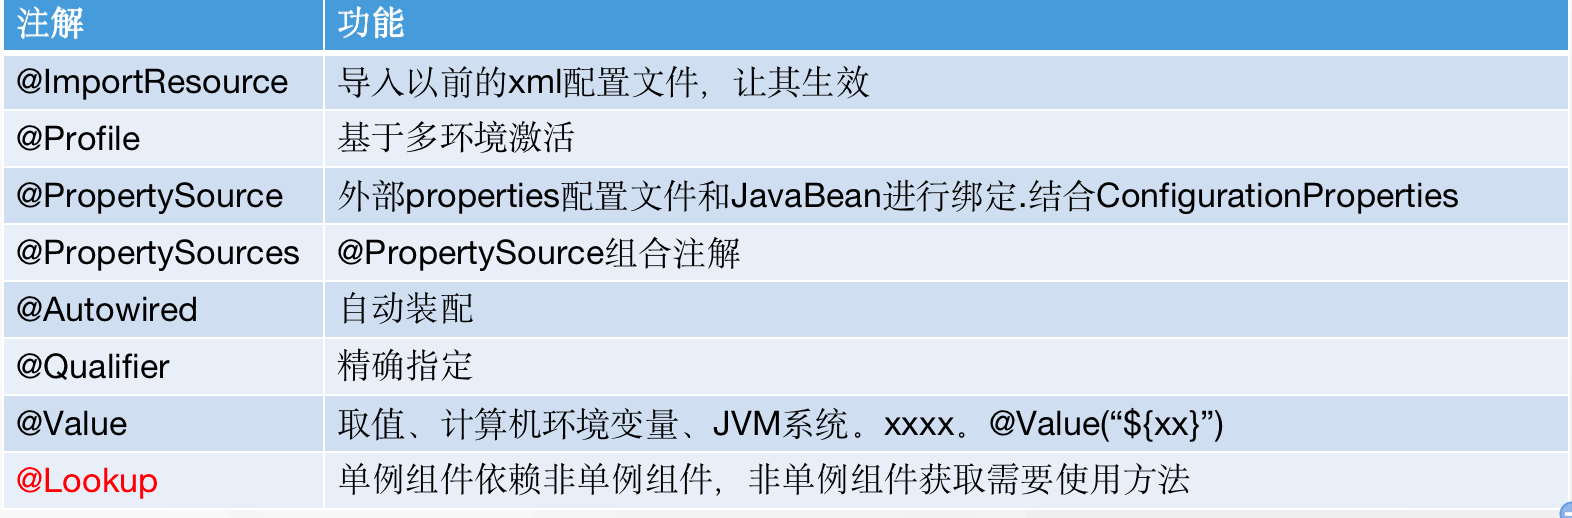 注解 功能
@ImportResource 导入以前的xml配置文件，让其生效
@Profile 基于多环境激活
@PropertySource 外部properties配置文件和JavaBean进行绑定.结合ConfigurationProperties
@PropertySources @PropertySource组合注解
@Autowired 自动装配
@Qualifier 精确指定
@Value 取值、计算机环境变量、JVM系统。xxxx。@Value(“${xx}”)
@Lookup 单例组件依赖非单例组件，非单例组件获取需要使用方法